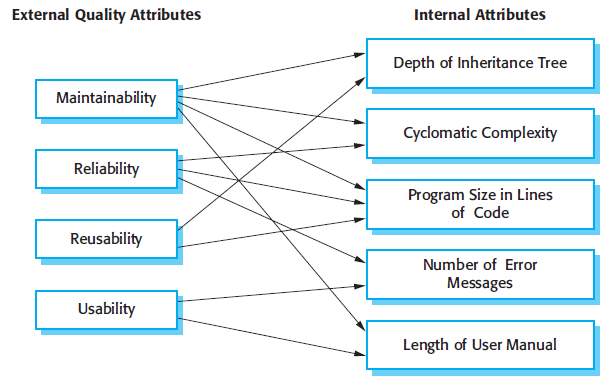 External Quality Attributes
Internal Attributes
Maintainability
Reliability
Reusability
Usability
Depth of Inheritance Tree
Cyclomatic Complexity
Program Size in Lines
of Code
Number of Error
Messages
Length of User Manual